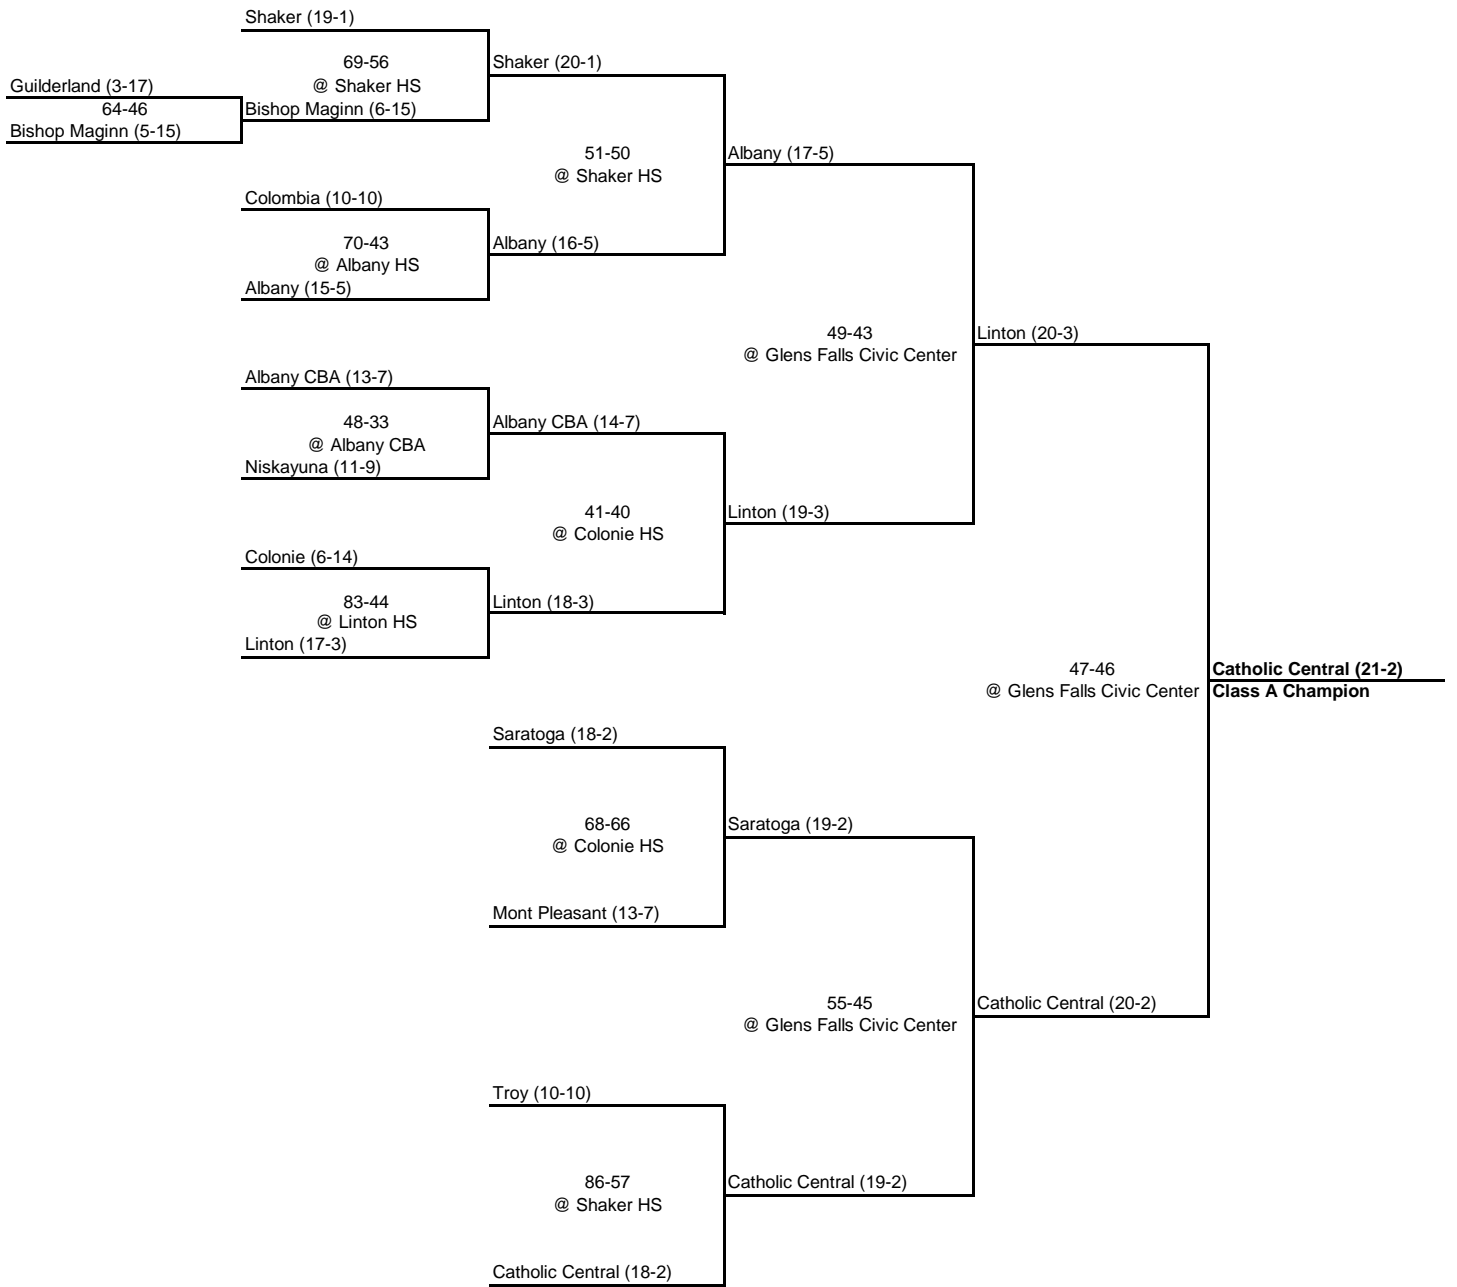 Shaker (19-1)
69-56
@ Shaker HS
Shaker (20-1)
Guilderland (3-17)
64-46
Bishop Maginn (5-15)
Bishop Maginn (6-15)
51-50
@ Shaker HS
Albany (17-5)
Colombia (10-10)
70-43
@ Albany HS
Albany (16-5)
Albany (15-5)
49-43
@ Glens Falls Civic Center
Linton (20-3)
Albany CBA (13-7)
48-33
@ Albany CBA
Albany CBA (14-7)
Niskayuna (11-9)
41-40
@ Colonie HS
Linton (19-3)
Colonie (6-14)
83-44
@ Linton HS
Linton (18-3)
Linton (17-3)
47-46
@ Glens Falls Civic Center
Catholic Central (21-2)
Class A Champion
Saratoga (18-2)
68-66
@ Colonie HS
Saratoga (19-2)
Mont Pleasant (13-7)
55-45
@ Glens Falls Civic Center
Catholic Central (20-2)
Troy (10-10)
86-57
@ Shaker HS
Catholic Central (19-2)
Catholic Central (18-2)